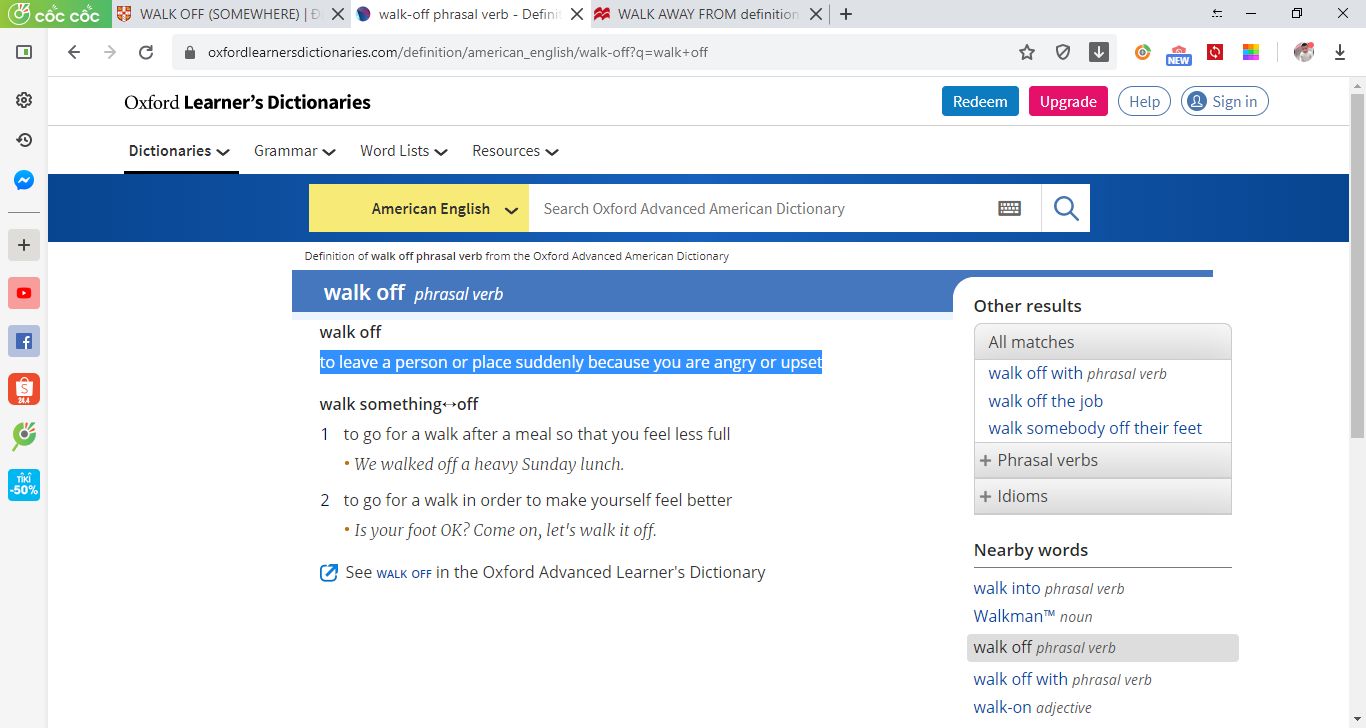 cốc cốc
WALK OFF (SOMEWHERE) |
walk-off phrasal verb - Defini
WALK AWAY FROM definition
oxfordlearnersdictionaries.com/definition/american_english/walk-off?q=walk+off
NEW
Oxford Learner's Dictionaries
Redeem
Upgrade
Help
Sign in
Dictionaries
Grammar
Word Lists
Resources
American English
Search Oxford Advanced American Dictionary
Definition of walk off phrasal verb from the Oxford Advanced American Dictionary
walk off phrasal verb
walk off
to leave a person or place suddenly because you are angry or upset
walk something↔off
1 to go for a walk after a meal so that you feel less full
• We walked off a heavy Sunday lunch.
2 to go for a walk in order to make yourself feel better
• Is your foot OK? Come on, let's walk it off.
See WALK OFF in the Oxford Advanced Learner's Dictionary
Other results
All matches
walk off with phrasal verb
walk off the job
walk somebody off their feet
+ Phrasal verbs
+ Idioms
Nearby words
walk into phrasal verb
Walkman™ noun
walk off phrasal verb
walk off with phrasal verb
walk-on adjective
24.4
TIKI
-50%